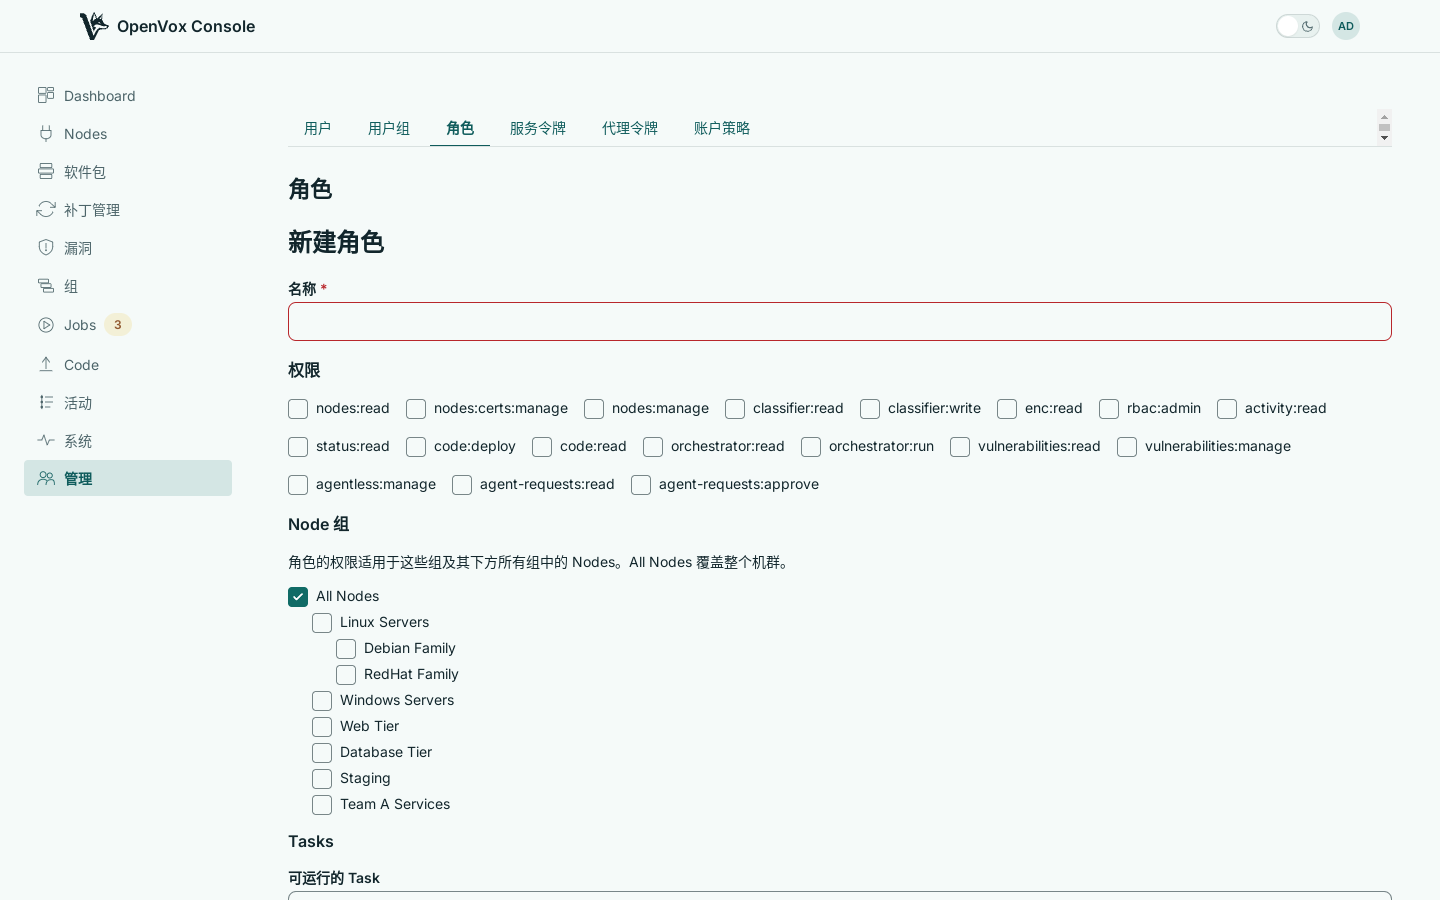 OpenVox Console
AD
Dashboard
Nodes
软件包
补丁管理
漏洞
组
Jobs 3
Code
活动
系统
管理
用户 用户组 角色 服务令牌 代理令牌 账户策略
角色
新建角色
名称 *
权限
nodes:read nodes:certs:manage nodes:manage classifier:read classifier:write enc:read rbac:admin activity:read
status:read code:deploy code:read orchestrator:read orchestrator:run vulnerabilities:read vulnerabilities:manage
agentless:manage agent-requests:read agent-requests:approve
Node 组
角色的权限适用于这些组及其下方所有组中的 Nodes。All Nodes 覆盖整个机群。
All Nodes
Linux Servers
Debian Family
RedHat Family
Windows Servers
Web Tier
Database Tier
Staging
Team A Services
Tasks
可运行的 Task